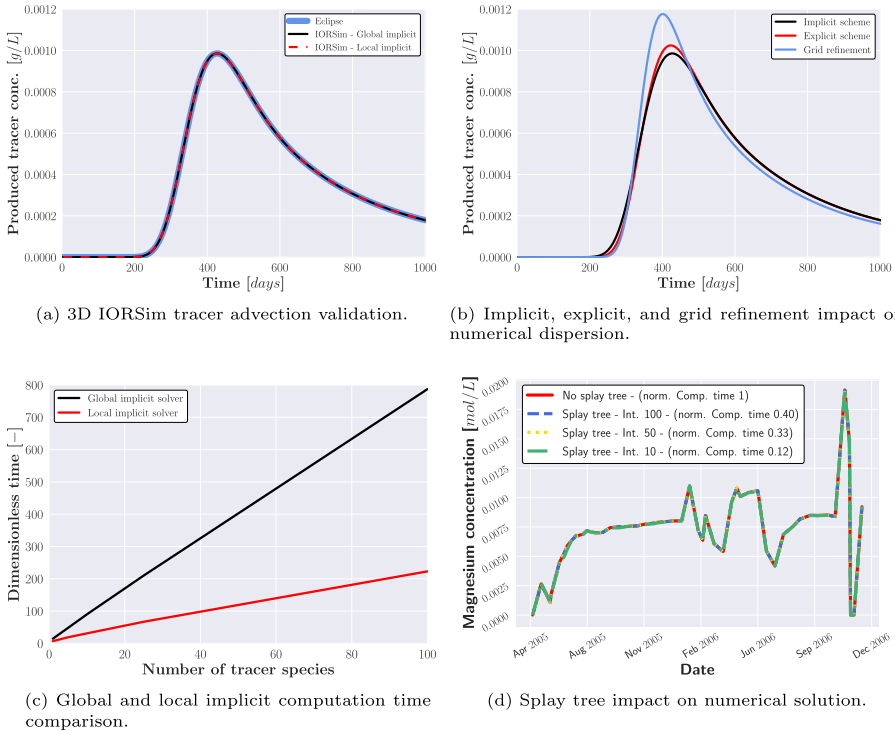 0.0012
0.0010
0.0008
0.0006
0.0004
0.0002
0.0000
Produced tracer conc. [g/L]
Eclipse
IORSim - Global implicit
IORSim - Local implicit
0 200 400 600 800 1000
Time [days]
(a) 3D IORSim tracer advection validation.
0.0012
0.0010
0.0008
0.0006
0.0004
0.0002
0.0000
Produced tracer conc. [g/L]
Implicit scheme
Explicit scheme
Grid refinement
0 200 400 600 800 1000
Time [days]
(b) Implicit, explicit, and grid refinement impact o
numerical dispersion.
800
700
600
500
400
300
200
100
0
Dimensionless time [−]
Global implicit solver
Local implicit solver
0 20 40 60 80 100
Number of tracer species
(c) Global and local implicit computation time
comparison.
0.0200
0.0175
0.0150
0.0125
0.0100
0.0075
0.0050
0.0025
0.0000
Magnesium concentration [mol/L]
No splay tree - (norm. Comp. time 1)
Splay tree - Int. 100 - (norm. Comp. time 0.40)
Splay tree - Int. 50 - (norm. Comp. time 0.33)
Splay tree - Int. 10 - (norm. Comp. time 0.12)
Apr 2005 Aug 2005 Nov 2005 Feb 2006 Jun 2006 Sep 2006 Dec 2006
Date
(d) Splay tree impact on numerical solution.